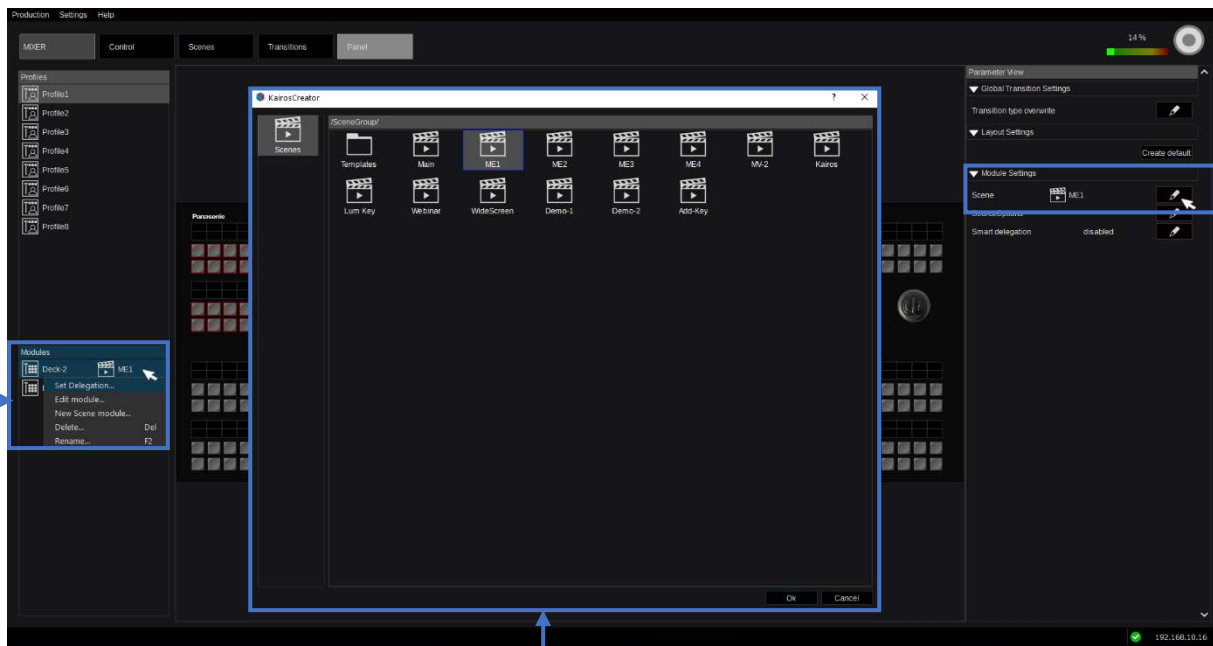 Production Settings Help
MIXER Control Scenes Transitions Panel
14 %
Profiles
Profile1
Profile2
Profile3
Profile4
Profile5
Profile6
Profile7
Profile8
Modules
Deck-2 ME1
Set Delegation...
Edit module...
New Scene module...
Delete... Del
Rename... F2
Panasonic
KairosCreator ? X
Scenes
/SceneGroup/
Templates Main ME1 ME2 ME3 ME4 MV-2 Kairos
Lum Key Webinar WideScreen Demo-1 Demo-2 Add-Key
Ok Cancel
Parameter View
Global Transition Settings
Transition type overwrite
Layout Settings
Create default
Module Settings
Scene ME1
Smart delegation disabled
192.168.10.16